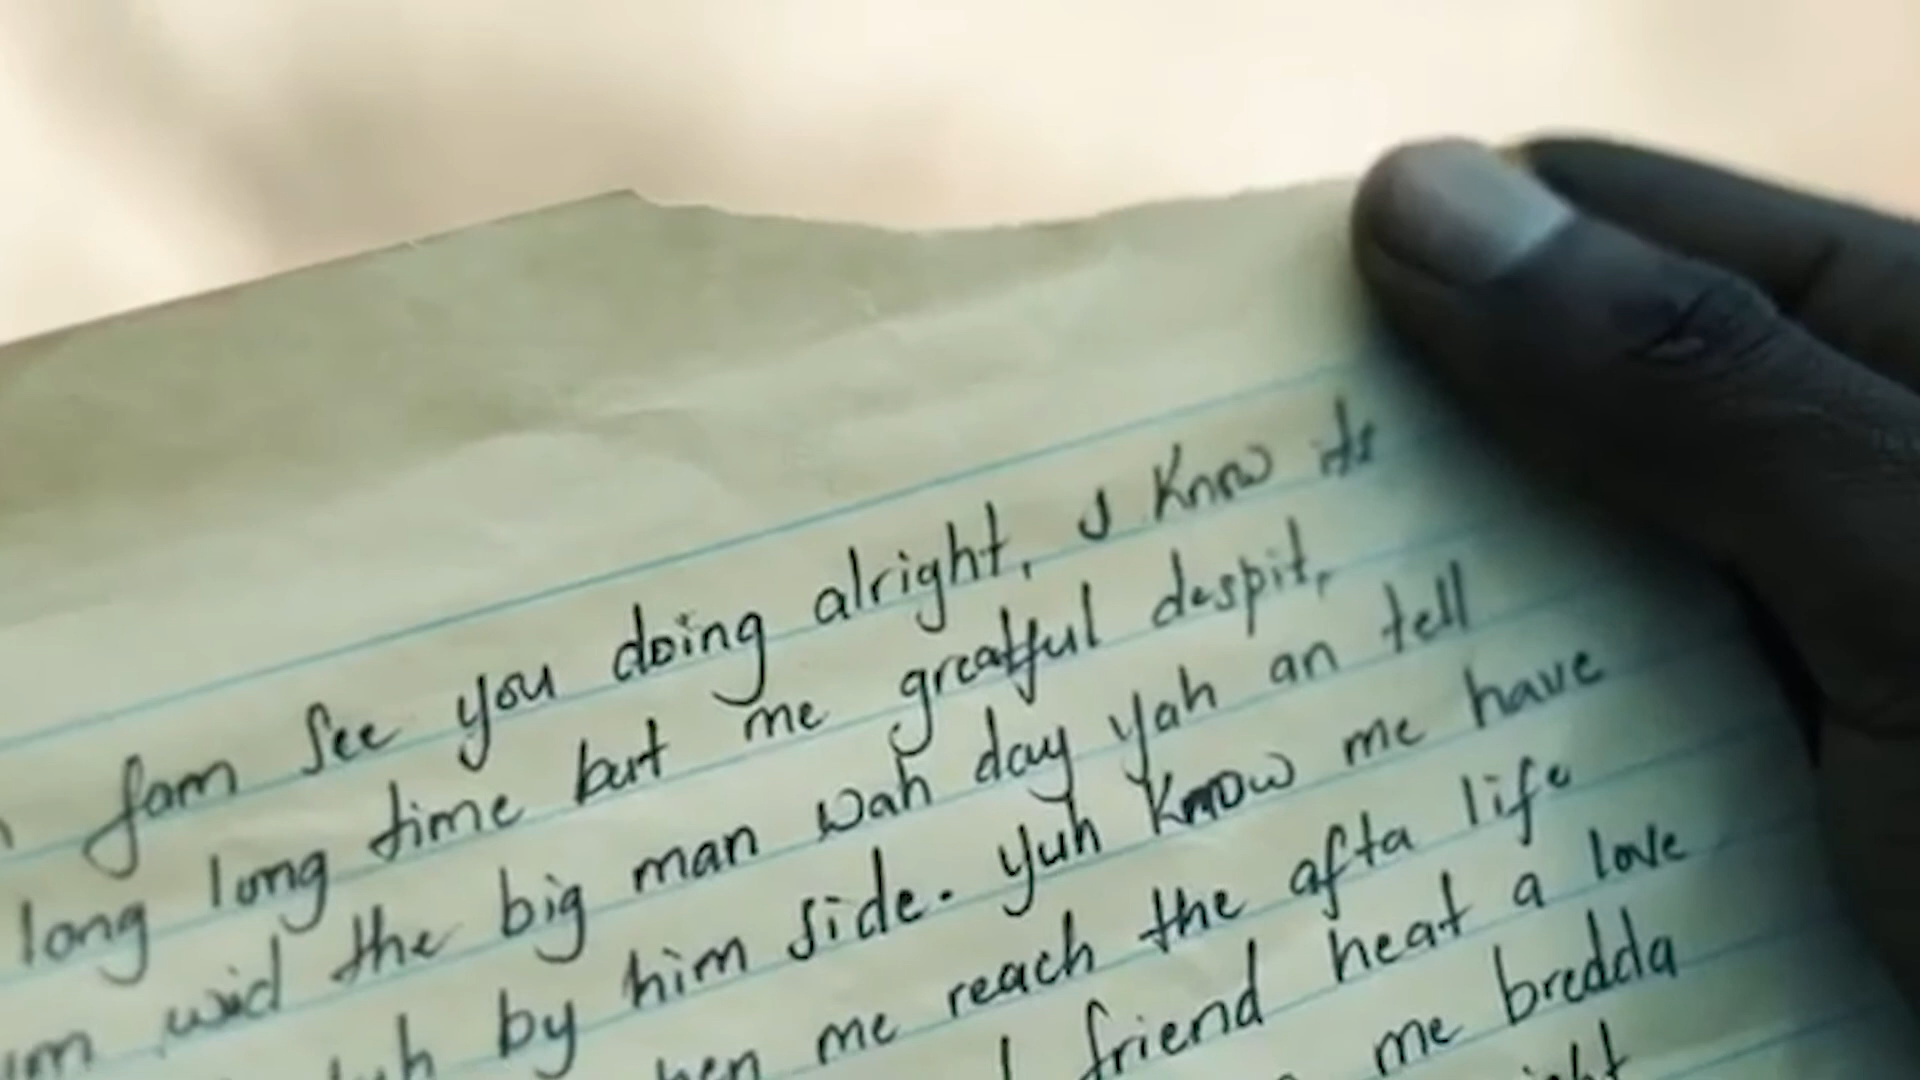 fam see you doing alright, I know its
long long time but me greatful despit,
wid the big man wah day yah an tell
by him side. yuh know me have
me reach the afta life
friend heat a love
me bredda